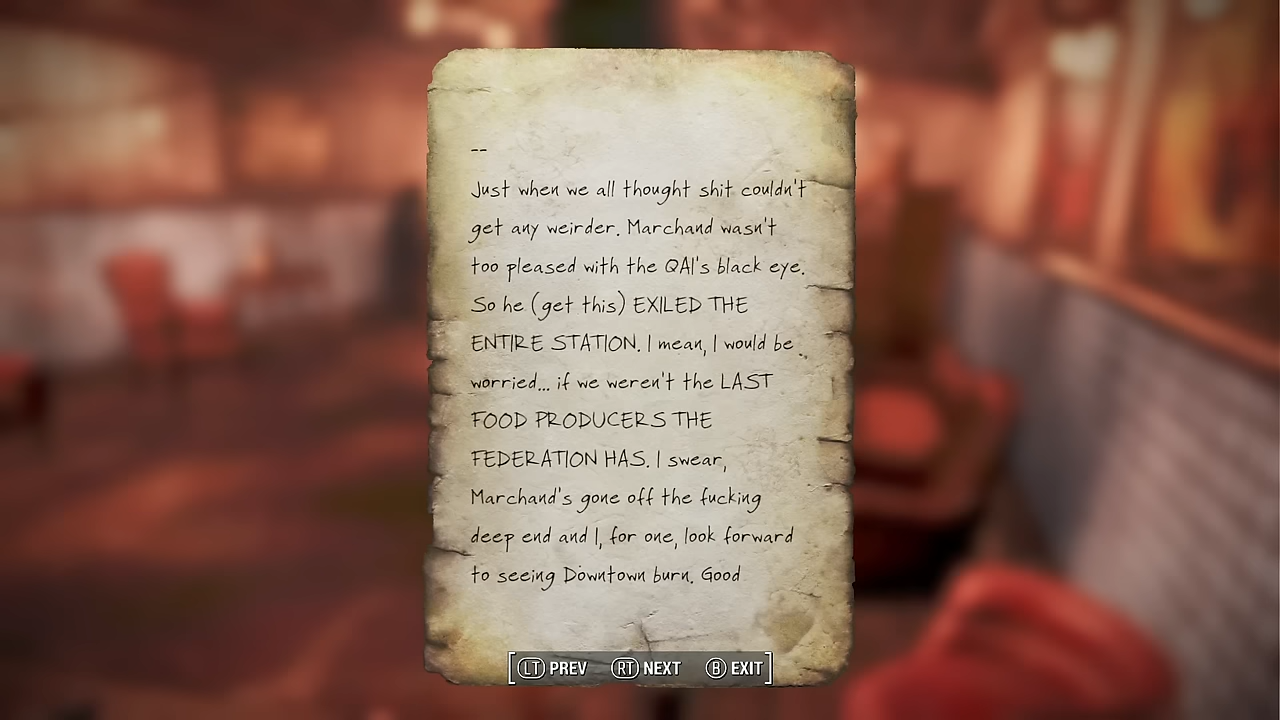 --
Just when we all thought shit couldn't
get any weirder. Marchand wasn't
too pleased with the QAI's black eye.
So he (get this) EXILED THE
ENTIRE STATION. I mean, I would be
worried... if we weren't the LAST
FOOD PRODUCERS THE
FEDERATION HAS. I swear,
Marchand's gone off the fucking
deep end and I, for one, look forward
to seeing Downtown burn. Good
LT PREV RT NEXT B EXIT